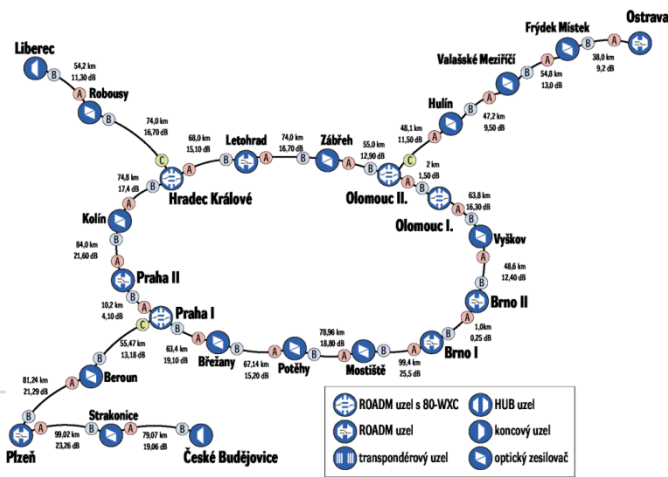 Ostrava
Frýdek Místek
B
A
38,0 km
9,2 dB
Valašské Meziříčí
A
B
54,8 km
13,0 dB
Liberec
B
54,2 km
11,30 dB
A
Robousy
B
Hulín
A
B
47,2 km
9,50 dB
A
74,0 km
16,70 dB
C
68,0 km
15,10 dB
A
Letohrad
B
A
74,0 km
16,70 dB
B
Zábřeh
A
55,0 km
12,90 dB
B
48,1 km
11,50 dB
C
Hradec Králové
74,8 km
17,4 dB
B
A
Kolín
B
Olomouc II.
A
2 km
1,50 dB
B
Olomouc I.
A
63,8 km
16,30 dB
B
Vyškov
A
84,0 km
21,60 dB
A
Praha II
B
48,6 km
12,40 dB
B
Brno II
A
10,2 km
4,10 dB
A
Praha I
C
B
1,0km
0,25 dB
B
Brno I
A
55,47 km
13,18 dB
B
Beroun
A
63,4 km
19,10 dB
A
Břežany
B
67,14 km
15,20 dB
A
Potěhy
B
78,96 km
18,80 dB
A
Mostiště
B
99,4 km
25,5 dB
81,24 km
21,29 dB
B
Plzeň
A
99,02 km
23,26 dB
B
Strakonice
A
79,07 km
19,06 dB
B
České Budějovice
ROADM uzel s 80-WXC
ROADM uzel
transpondérový uzel
HUB uzel
koncový uzel
optický zesilovač